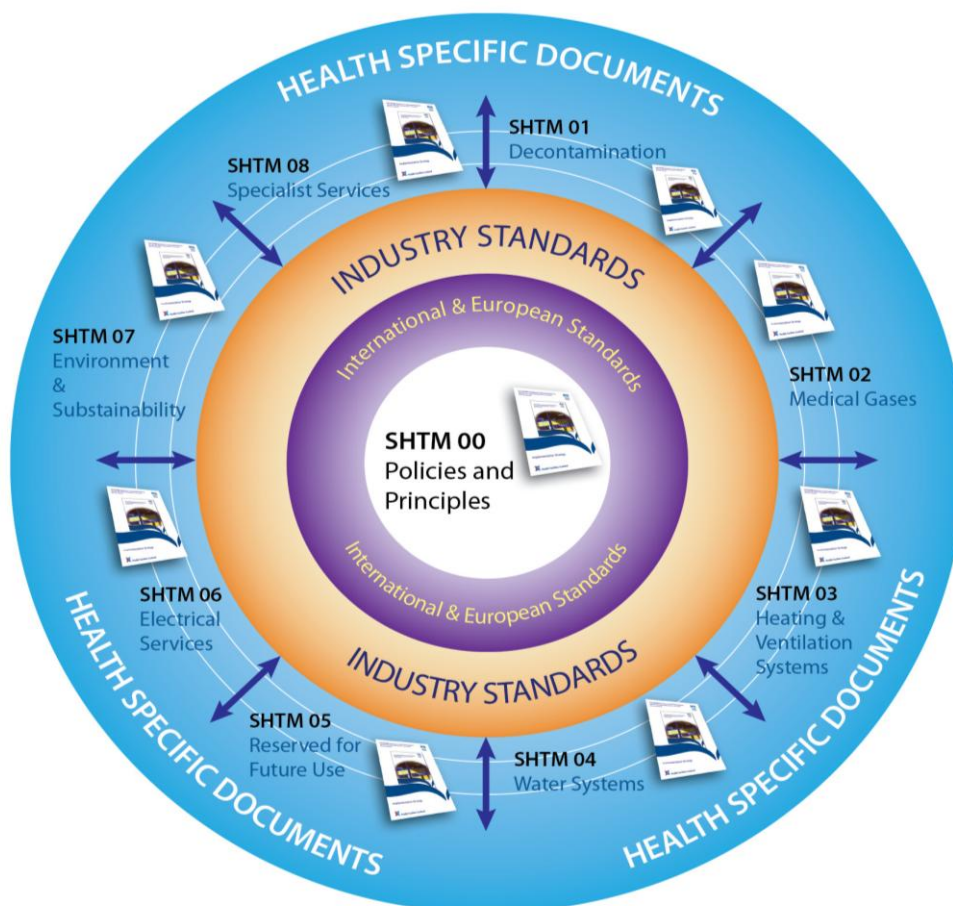 HEALTH SPECIFIC DOCUMENTS
SHTM 01
Decontamination
SHTM 08
Specialist Services
INDUSTRY STANDARDS
International & European Standards
SHTM 07
Environment
&
Substainability
SHTM 02
Medical Gases
SHTM 00
Policies and
Principles
SHTM 06
Electrical
Services
SHTM 03
Heating &
Ventilation
Systems
International & European Standards
INDUSTRY STANDARDS
SHTM 05
Reserved for
Future Use
SHTM 04
Water Systems
HEALTH SPECIFIC DOCUMENTS
HEALTH SPECIFIC DOCUMENTS